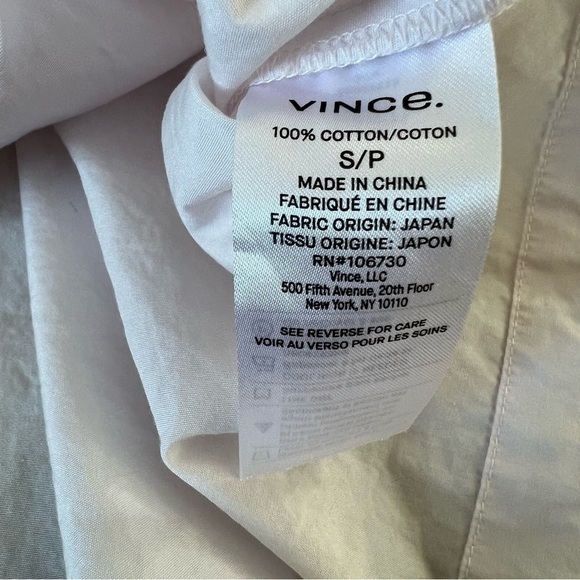 VINCE.
100% COTTON/COTON
S/P
MADE IN CHINA
FABRIQUÉ EN CHINE
FABRIC ORIGIN: JAPAN
TISSU ORIGINE: JAPON
RN#106730
Vince, LLC
500 Fifth Avenue, 20th Floor
New York, NY 10110
SEE REVERSE FOR CARE
VOIR AU VERSO POUR LES SOINS